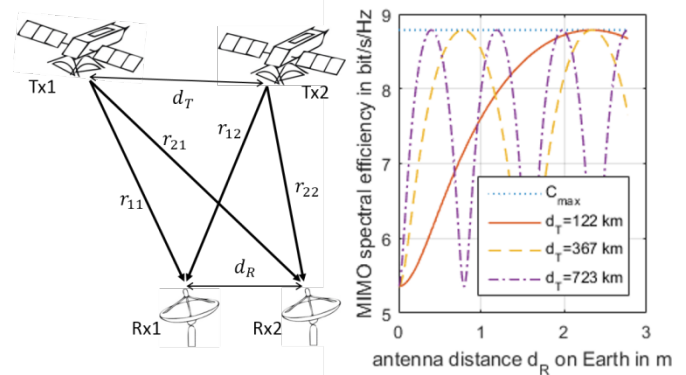 Tx1
Tx2
d_T
r_12
r_21
r_11
r_22
d_R
Rx1
Rx2
MIMO spectral efficiency in bit/s/Hz
9
8
7
6
5
C_max
d_T=122 km
d_T=367 km
d_T=723 km
0
1
2
3
antenna distance d_R on Earth in m